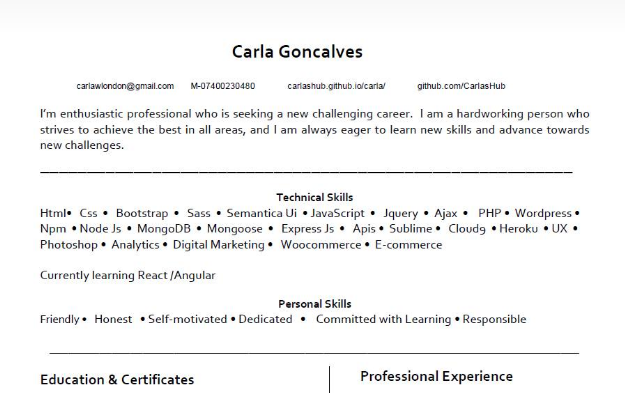 Carla Goncalves
carlawlondon@gmail.com M-07400230480 carlashub.github.io/carla/ github.com/CarlasHub
I'm enthusiastic professional who is seeking a new challenging career. I am a hardworking person who
strives to achieve the best in all areas, and I am always eager to learn new skills and advance towards
new challenges.
Technical Skills
Html• Css • Bootstrap • Sass • Semantica Ui • JavaScript • Jquery • Ajax • PHP • Wordpress •
Npm • Node Js • MongoDB • Mongoose • Express Js • Apis • Sublime • Cloud9 • Heroku • UX •
Photoshop • Analytics • Digital Marketing • Woocommerce • E-commerce
Currently learning React /Angular
Personal Skills
Friendly • Honest • Self-motivated • Dedicated • Committed with Learning • Responsible
Education & Certificates
Professional Experience